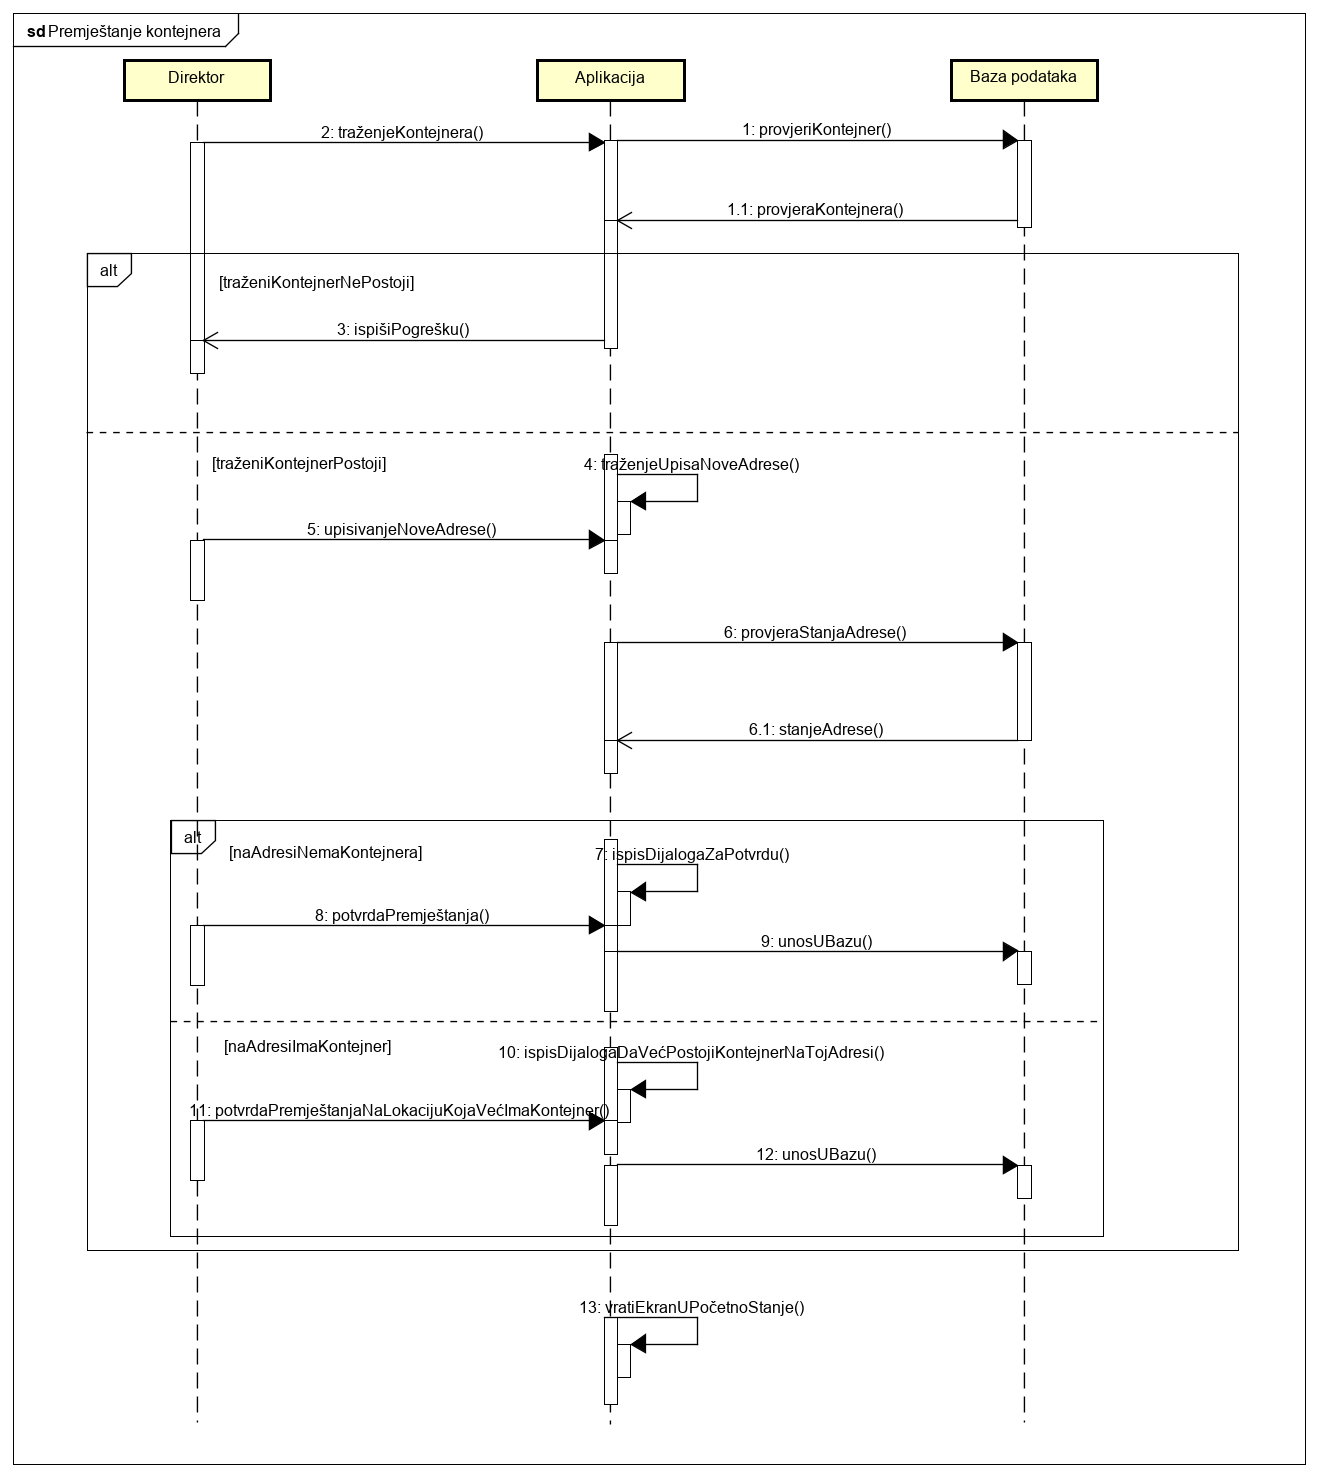 sd Premještanje kontejnera
Direktor
Aplikacija
Baza podataka
2: traženjeKontejnera()
1: provjeriKontejner()
1.1: provjeraKontejnera()
alt
[traženiKontejnerNePostoji]
3: ispišiPogrešku()
[traženiKontejnerPostoji]
4: traženjeUpisaNoveAdrese()
5: upisivanjeNoveAdrese()
6: provjeraStanjaAdrese()
6.1: stanjeAdrese()
alt
[naAdresiNemaKontejnera]
7: ispisDijalogaZaPotvrdu()
8: potvrdaPremještanja()
9: unosUBazu()
[naAdresiImaKontejner]
10: ispisDijalogaDaVećPostojiKontejnerNaTojAdresi()
11: potvrdaPremještanjaNaLokacijuKojaVećImaKontejner()
12: unosUBazu()
13: vratiEkranUPočetnoStanje()